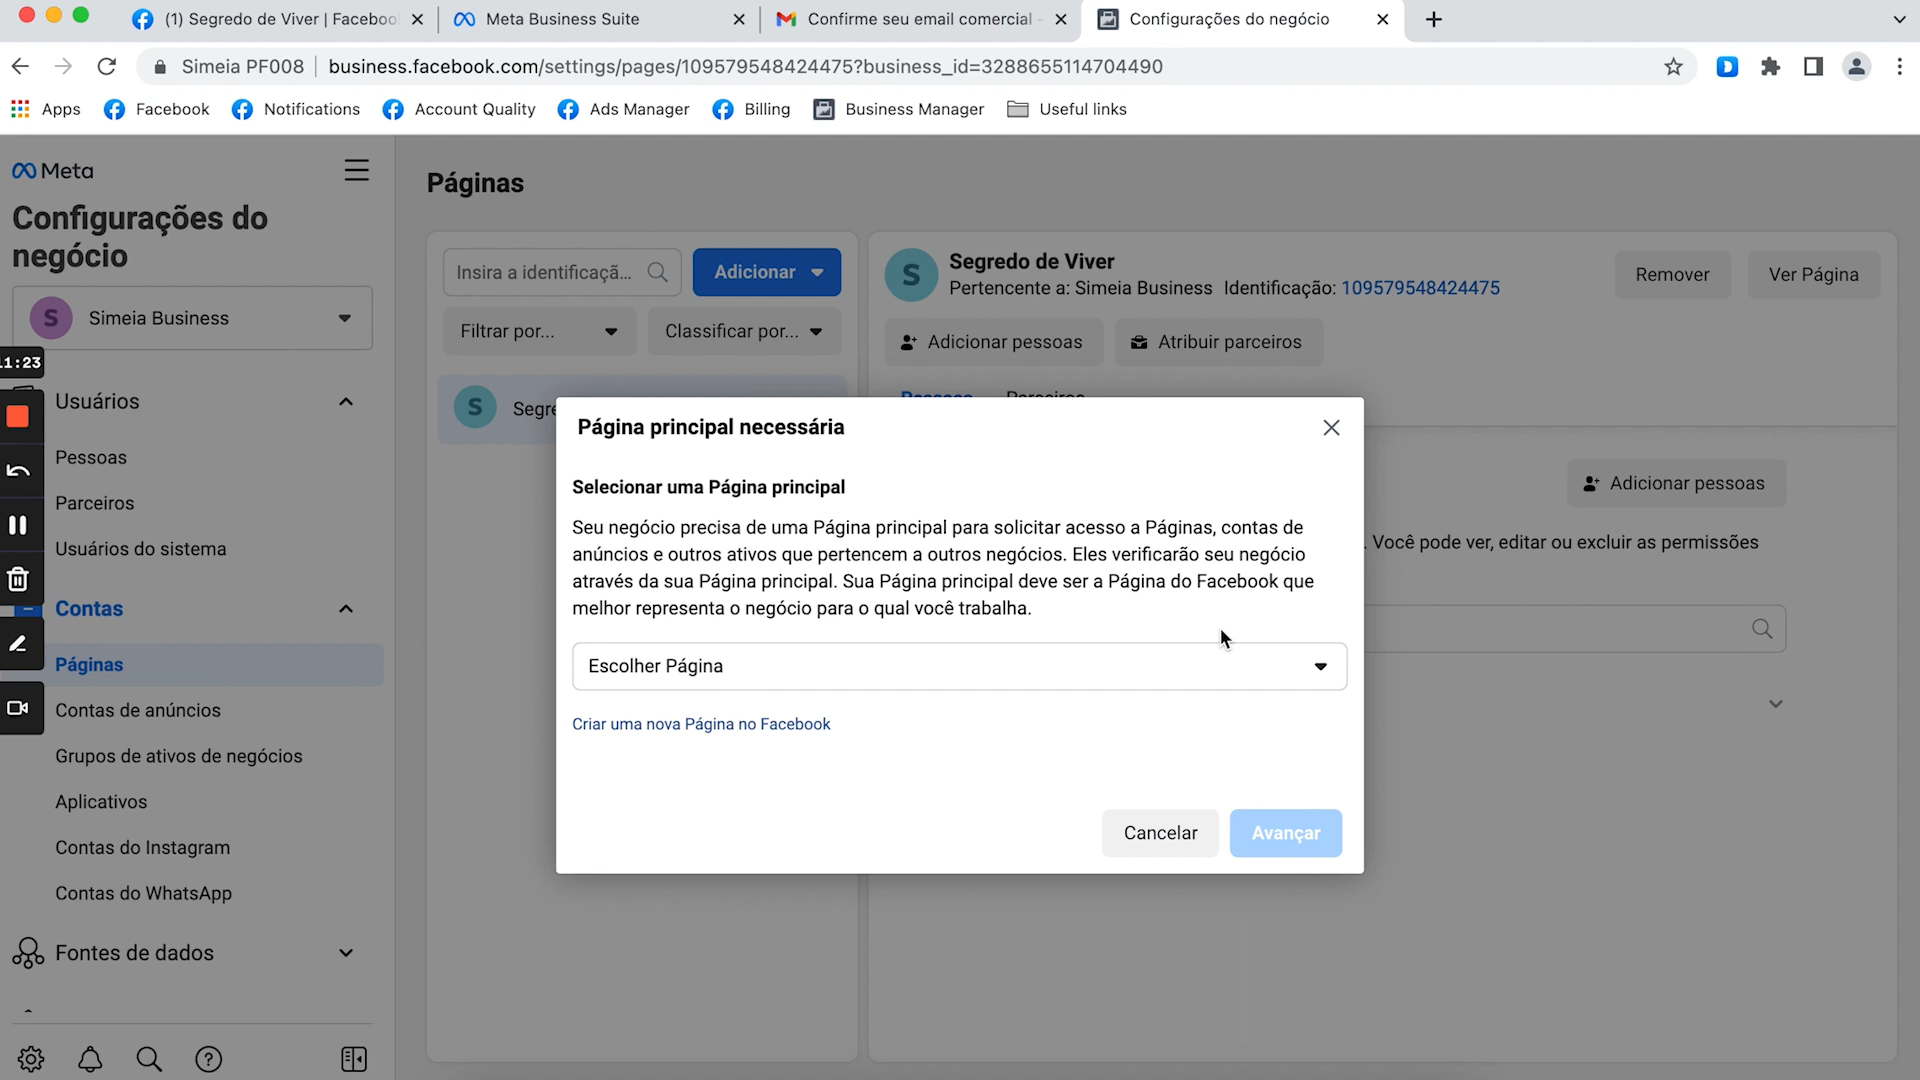 (1) Segredo de Viver | Faceboo
Meta Business Suite
Confirme seu email comercial -
Configurações do negócio
Simeia PF008
business.facebook.com/settings/pages/109579548424475?business_id=3288655114704490
Apps
Facebook
Notifications
Account Quality
Ads Manager
Billing
Business Manager
Useful links
Meta
Configurações do
negócio
S
Simeia Business
11:23
Usuários
Pessoas
Parceiros
Usuários do sistema
Contas
Páginas
Contas de anúncios
Grupos de ativos de negócios
Aplicativos
Contas do Instagram
Contas do WhatsApp
Fontes de dados
Páginas
Insira a identificaçã...
Adicionar
Filtrar por...
Classificar por...
S
Segre
S
Segredo de Viver
Pertencente a: Simeia Business Identificação: 109579548424475
Remover
Ver Página
Adicionar pessoas
Atribuir parceiros
Pessoas
Parceiros
Adicionar pessoas
. Você pode ver, editar ou excluir as permissões
Página principal necessária
Selecionar uma Página principal
Seu negócio precisa de uma Página principal para solicitar acesso a Páginas, contas de
anúncios e outros ativos que pertencem a outros negócios. Eles verificarão seu negócio
através da sua Página principal. Sua Página principal deve ser a Página do Facebook que
melhor representa o negócio para o qual você trabalha.
Escolher Página
Criar uma nova Página no Facebook
Cancelar
Avançar